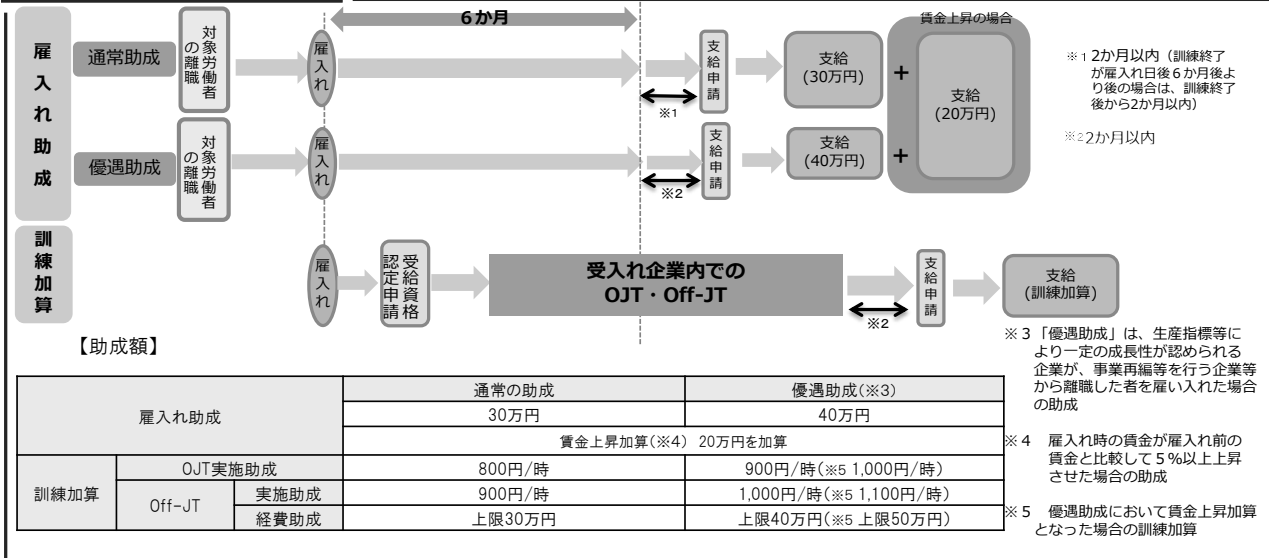 6か月
賃金上昇の場合
雇入れ助成
通常助成
対象労働者
の離職
雇入れ
支給申請
※1
支給
(30万円)
+
支給
(20万円)
※1 2か月以内（訓練終了
が雇入れ日後６か月後よ
り後の場合は、訓練終了
後から2か月以内）
※2 2か月以内
優遇助成
対象労働者
の離職
雇入れ
支給申請
※2
支給
(40万円)
+
訓練加算
雇入れ
受給資格
認定申請
受入れ企業内での
OJT・Off-JT
※2
支給申請
支給
(訓練加算)
【助成額】
※３「優遇助成」は、生産指標等に
より一定の成長性が認められる
企業が、事業再編等を行う企業等
から離職した者を雇い入れた場合
の助成
※４ 雇入れ時の賃金が雇入れ前の
賃金と比較して５％以上上昇
させた場合の助成
※５ 優遇助成において賃金上昇加算
となった場合の訓練加算
通常の助成 優遇助成(※3)
雇入れ助成 30万円 40万円
賃金上昇加算(※4) 20万円を加算
訓練加算
OJT実施助成 800円/時 900円/時(※5 1,000円/時)
Off-JT
実施助成 900円/時 1,000円/時(※5 1,100円/時)
経費助成 上限30万円 上限40万円(※5 上限50万円)